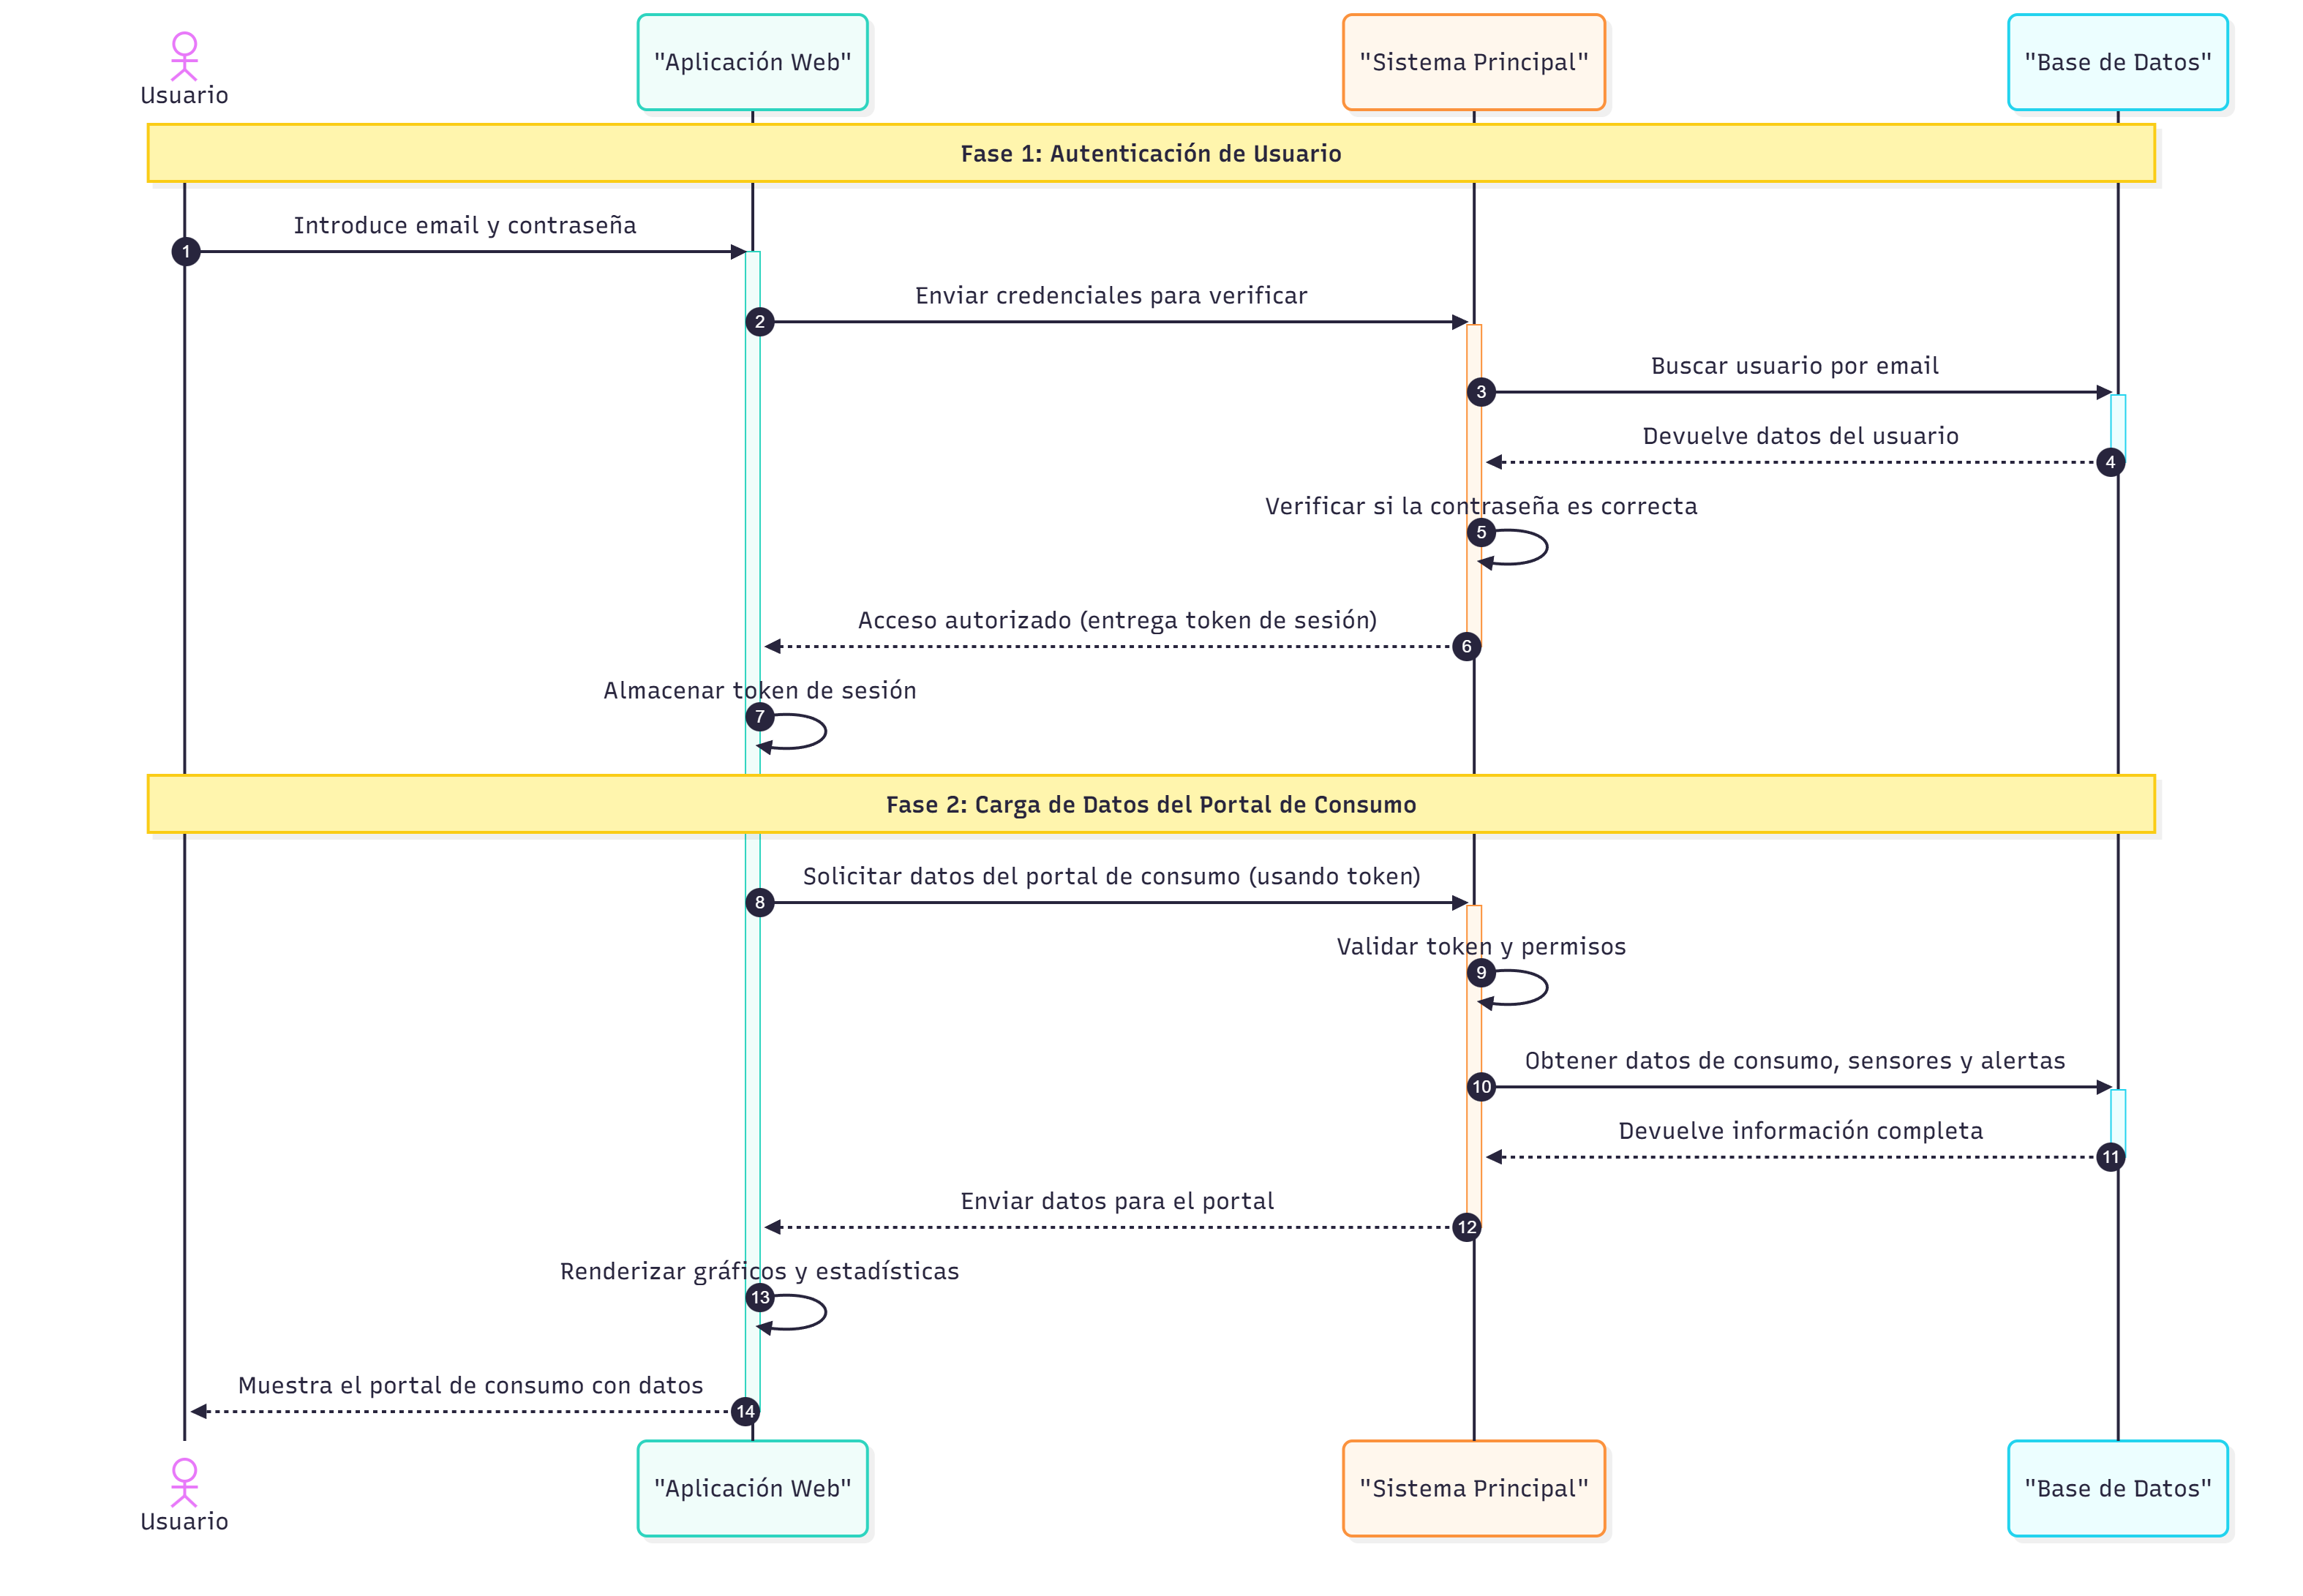 Usuario
"Aplicación Web"
"Sistema Principal"
"Base de Datos"
Fase 1: Autenticación de Usuario
Introduce email y contraseña
1
Enviar credenciales para verificar
2
Buscar usuario por email
3
Devuelve datos del usuario
4
Verificar si la contraseña es correcta
5
Acceso autorizado (entrega token de sesión)
6
Almacenar token de sesión
7
Fase 2: Carga de Datos del Portal de Consumo
Solicitar datos del portal de consumo (usando token)
8
Validar token y permisos
9
Obtener datos de consumo, sensores y alertas
10
Devuelve información completa
11
Enviar datos para el portal
12
Renderizar gráficos y estadísticas
13
Muestra el portal de consumo con datos
14
Usuario
"Aplicación Web"
"Sistema Principal"
"Base de Datos"